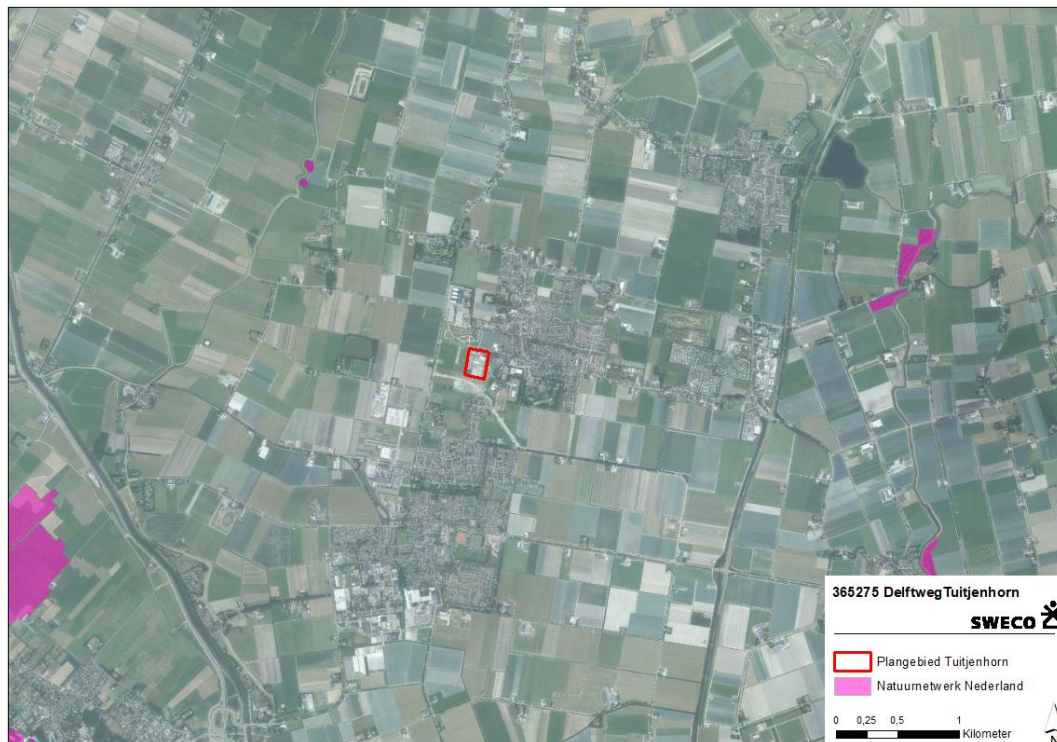 365275 DelftwegTuitjenhorn
SWECO
Plangebied Tuitjenhorn
Natuurnetwerk Nederland
0 0,25 0,5 1
Kilometer
N